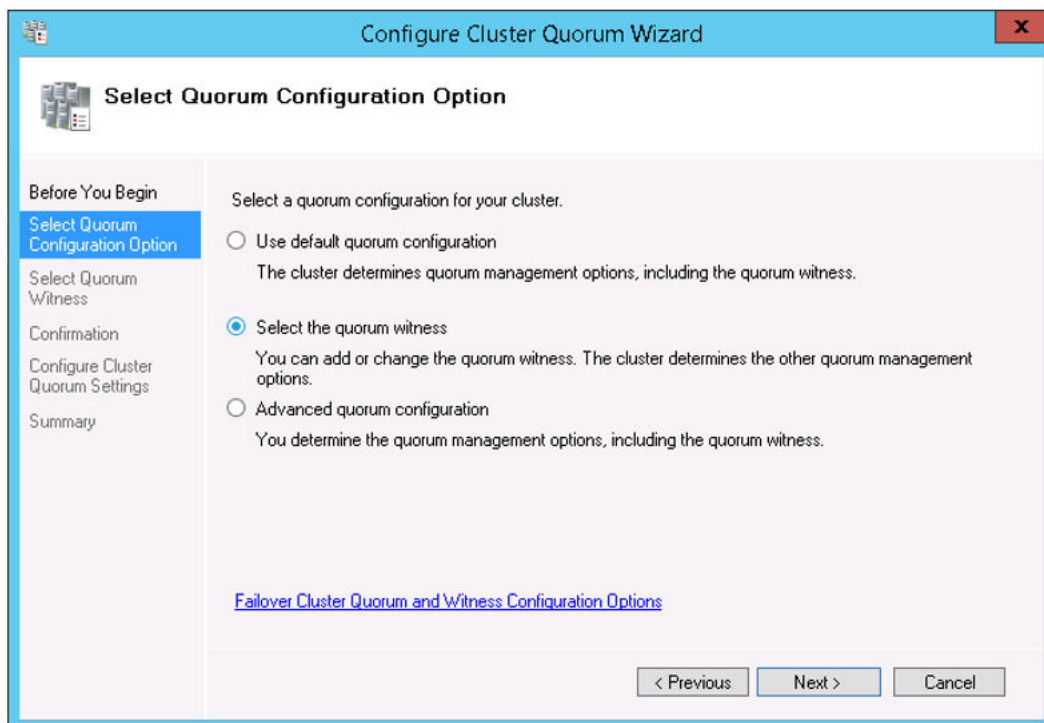 Configure Cluster Quorum Wizard
X
Select Quorum Configuration Option
Before You Begin
Select Quorum
Configuration Option
Select Quorum
Witness
Confirmation
Configure Cluster
Quorum Settings
Summary
Select a quorum configuration for your cluster.
Use default quorum configuration
The cluster determines quorum management options, including the quorum witness.
Select the quorum witness
You can add or change the quorum witness. The cluster determines the other quorum management
options.
Advanced quorum configuration
You determine the quorum management options, including the quorum witness.
Failover Cluster Quorum and Witness Configuration Options
< Previous
Next >
Cancel